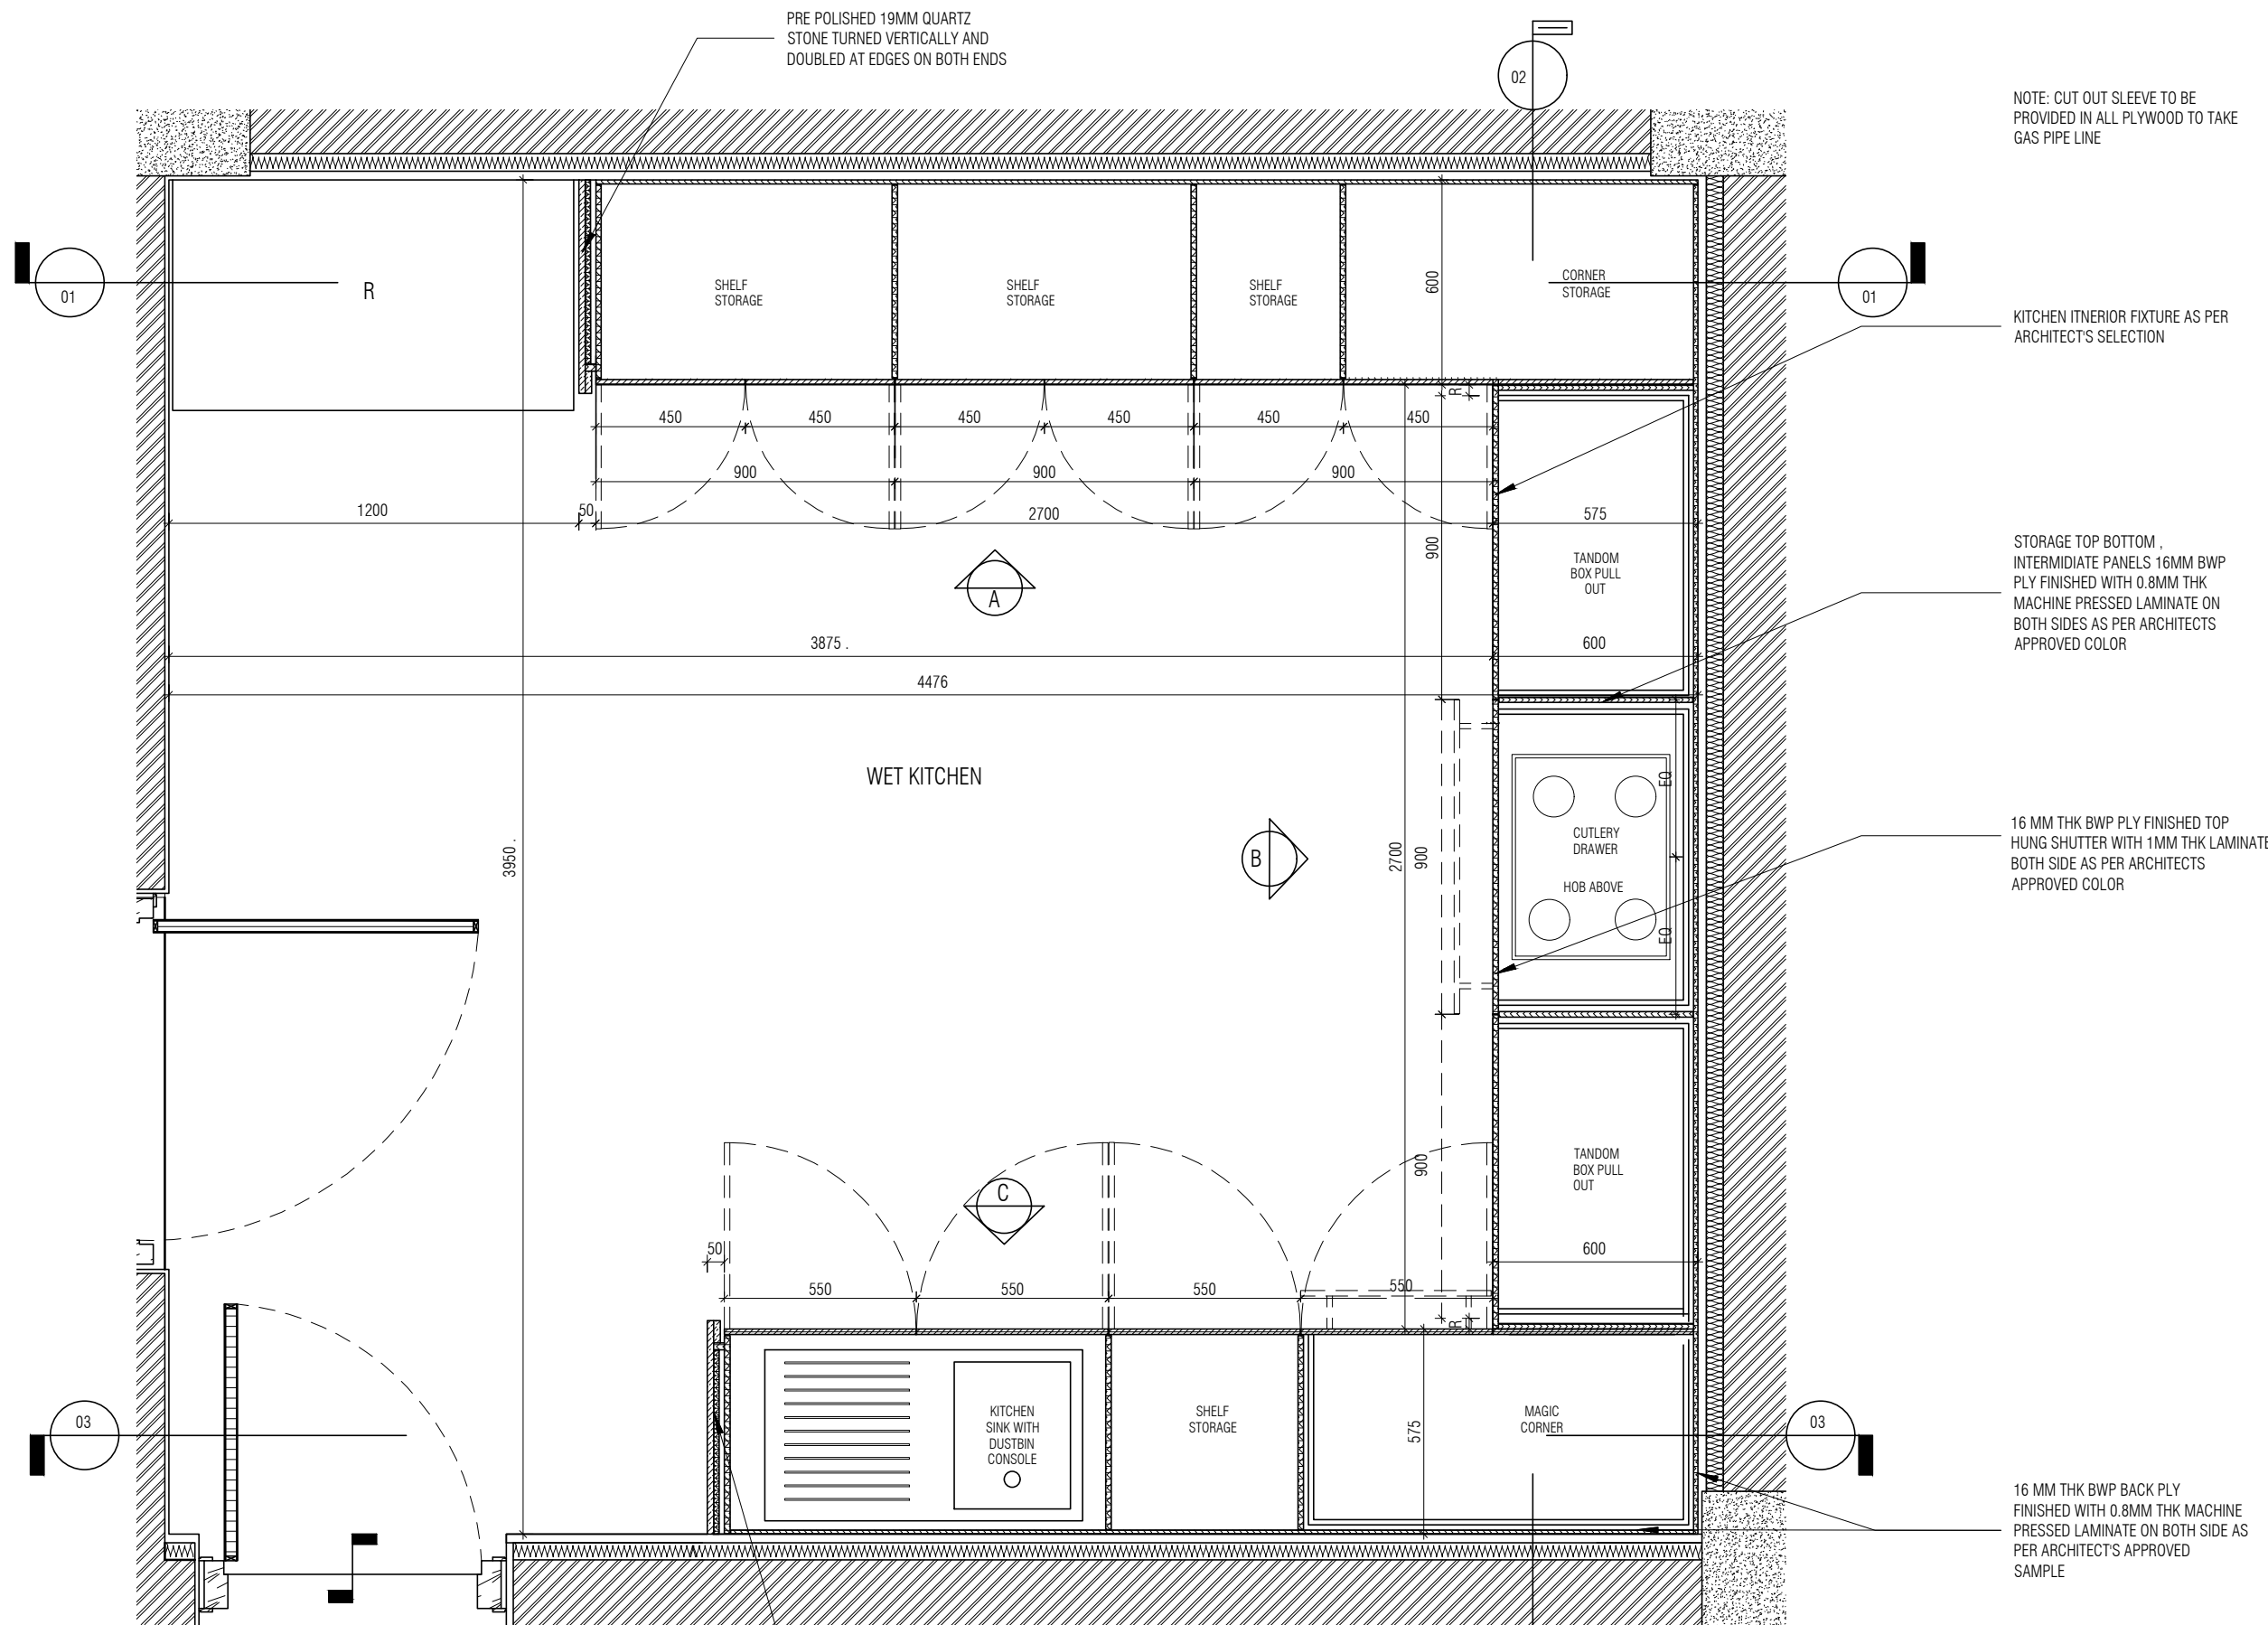 PRE POLISHED 19MM QUARTZ
STONE TURNED VERTICALLY AND
DOUBLED AT EDGES ON BOTH ENDS
02
NOTE: CUT OUT SLEEVE TO BE
PROVIDED IN ALL PLYWOOD TO TAKE
GAS PIPE LINE
01
R
SHELF
STORAGE
SHELF
STORAGE
SHELF
STORAGE
600
CORNER
STORAGE
01
KITCHEN ITNERIOR FIXTURE AS PER
ARCHITECT'S SELECTION
R
450
450
450
450
450
450
900
900
900
1200
50
2700
575
900
TANDOM
BOX PULL
OUT
STORAGE TOP BOTTOM ,
INTERMIDIATE PANELS 16MM BWP
PLY FINISHED WITH 0.8MM THK
MACHINE PRESSED LAMINATE ON
BOTH SIDES AS PER ARCHITECTS
APPROVED COLOR
A
3875 .
600
4476
WET KITCHEN
EQ
CUTLERY
DRAWER
HOB ABOVE
EQ
3950 .
B
2700
900
16 MM THK BWP PLY FINISHED TOP
HUNG SHUTTER WITH 1MM THK LAMINATE
BOTH SIDE AS PER ARCHITECTS
APPROVED COLOR
900
TANDOM
BOX PULL
OUT
C
50
600
550
550
550
550
R
03
KITCHEN
SINK WITH
DUSTBIN
CONSOLE
SHELF
STORAGE
575
MAGIC
CORNER
03
16 MM THK BWP BACK PLY
FINISHED WITH 0.8MM THK MACHINE
PRESSED LAMINATE ON BOTH SIDE AS
PER ARCHITECT'S APPROVED
SAMPLE